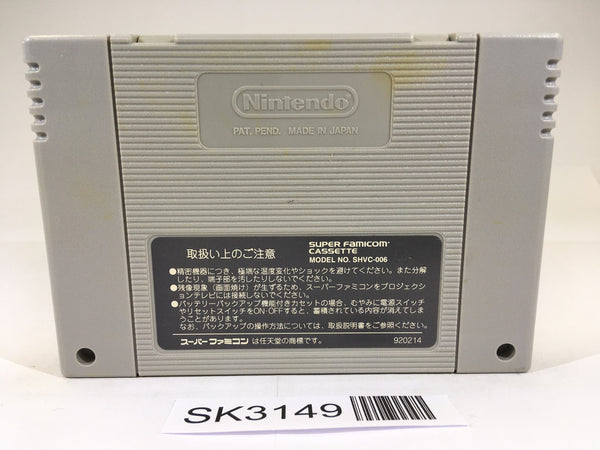 Nintendo
PAT. PEND. MADE IN JAPAN
取扱い上のご注意
SUPER FAMICOM
CASSETTE
MODEL NO. SHVC-006
●精密機器につき、極端な温度変化やショックを避けてください。また分解
したり、端子部を汚したりしないでください。
●残像現象（画面焼け）が生ずるため、スーパーファミコンをプロジェクシ
ョンテレビには接続しないでください。
●バッテリーバックアップ機能付きカセットの場合、むやみに電源スイッチ
やリセットスイッチをON・OFFすると、蓄積されている内容が消えてしま
うことがあります。
なお、バックアップの操作方法については、取扱説明書をご参照ください。
スーパーファミコン は任天堂の商標です。
920214
SK3149